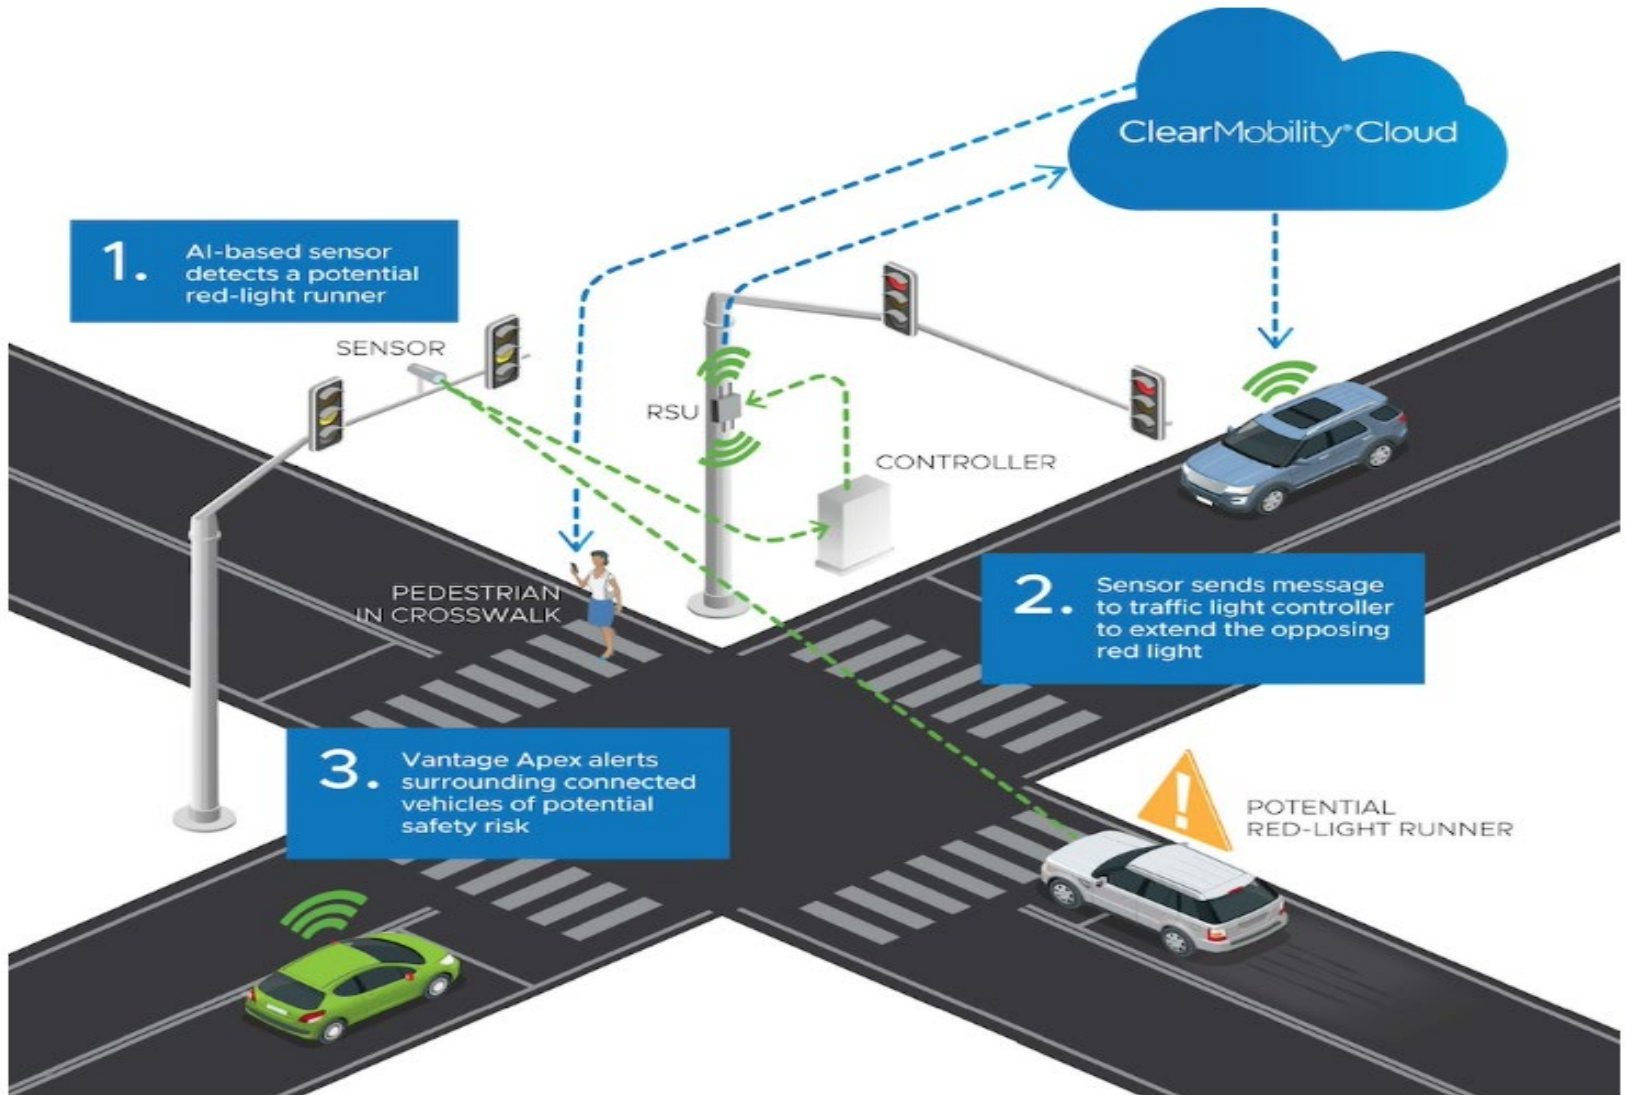 ClearMobility® Cloud
1. AI-based sensor
detects a potential
red-light runner
SENSOR
RSU
CONTROLLER
PEDESTRIAN
IN CROSSWALK
2. Sensor sends message
to traffic light controller
to extend the opposing
red light
3. Vantage Apex alerts
surrounding connected
vehicles of potential
safety risk
POTENTIAL
RED-LIGHT RUNNER